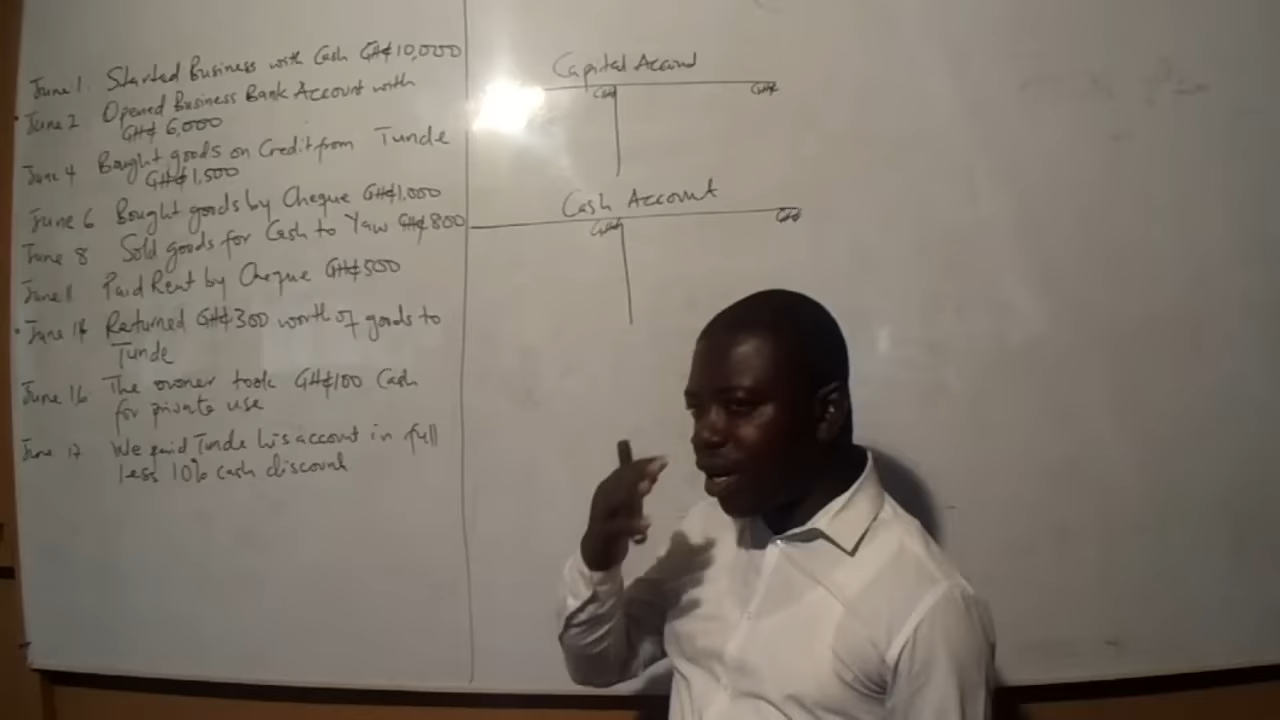 June 1. Started Business with Cash GH¢10,000
June 2 Opened Business Bank Account with
GH¢ 6,000
June 4 Bought goods on Credit from Tunde
GH¢1,500
June 6 Bought goods by Cheque GH¢1,000
June 8 Sold goods for Cash to Yaw GH¢800
June 11 Paid Rent by Cheque GH¢500
June 14 Returned GH¢300 worth of goods to
Tunde
June 16 The owner took GH¢100 Cash
for private use
June 17 We paid Tunde his account in full
less 10% cash discount
Capital Account
GH¢ GH¢
Cash Account
GH¢ GH¢